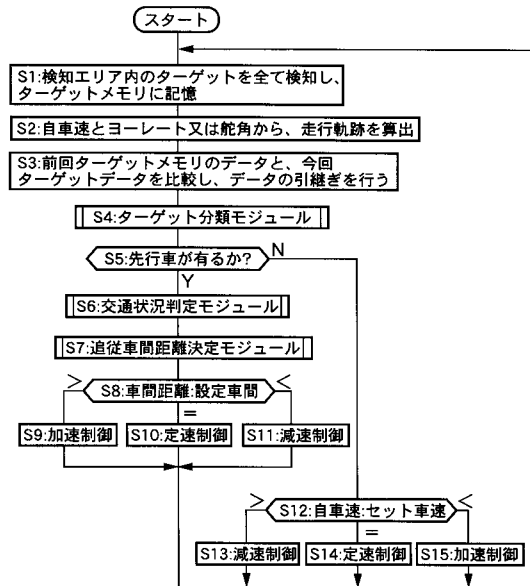 スタート
S1:検知エリア内のターゲットを全て検知し、
ターゲットメモリに記憶
S2:自車速とヨーレート又は舵角から、走行軌跡を算出
S3:前回ターゲットメモリのデータと、今回
ターゲットデータを比較し、データの引継ぎを行う
S4:ターゲット分類モジュール
S5:先行車が有るか?
N
Y
S6:交通状況判定モジュール
S7:追従車間距離決定モジュール
>
S8:車間距離:設定車間
<
=
S9:加速制御
S10:定速制御
S11:減速制御
>
S12:自車速:セット車速
<
=
S13:減速制御
S14:定速制御
S15:加速制御